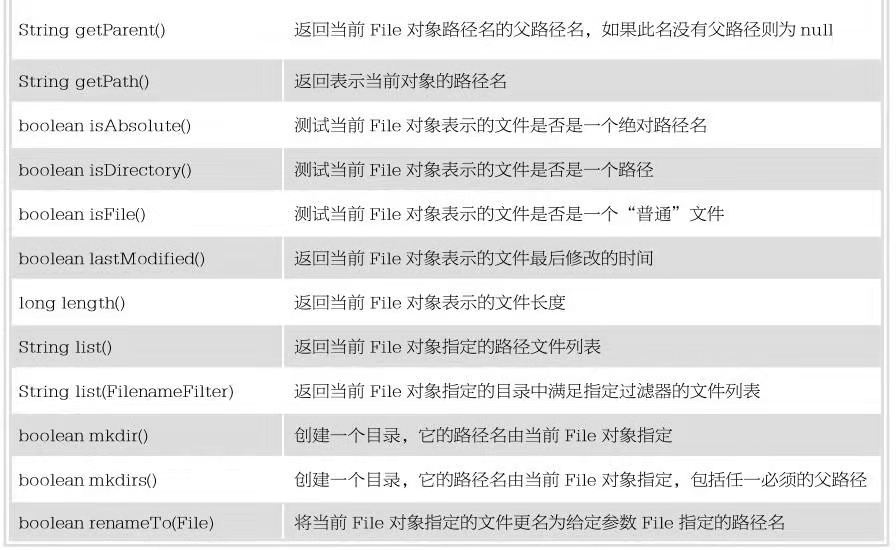 String getParent() 返回当前 File 对象路径名的父路径名，如果此名没有父路径则为 null
String getPath() 返回表示当前对象的路径名
boolean isAbsolute() 测试当前 File 对象表示的文件是否是一个绝对路径名
boolean isDirectory() 测试当前 File 对象表示的文件是否是一个路径
boolean isFile() 测试当前 File 对象表示的文件是否是一个“普通”文件
boolean lastModified() 返回当前 File 对象表示的文件最后修改的时间
long length() 返回当前 File 对象表示的文件长度
String list() 返回当前 File 对象指定的路径文件列表
String list(FilenameFilter) 返回当前 File 对象指定的目录中满足指定过滤器的文件列表
boolean mkdir() 创建一个目录，它的路径名由当前 File 对象指定
boolean mkdirs() 创建一个目录，它的路径名由当前 File 对象指定，包括任一必须的父路径
boolean renameTo(File) 将当前 File 对象指定的文件更名为给定参数 File 指定的路径名